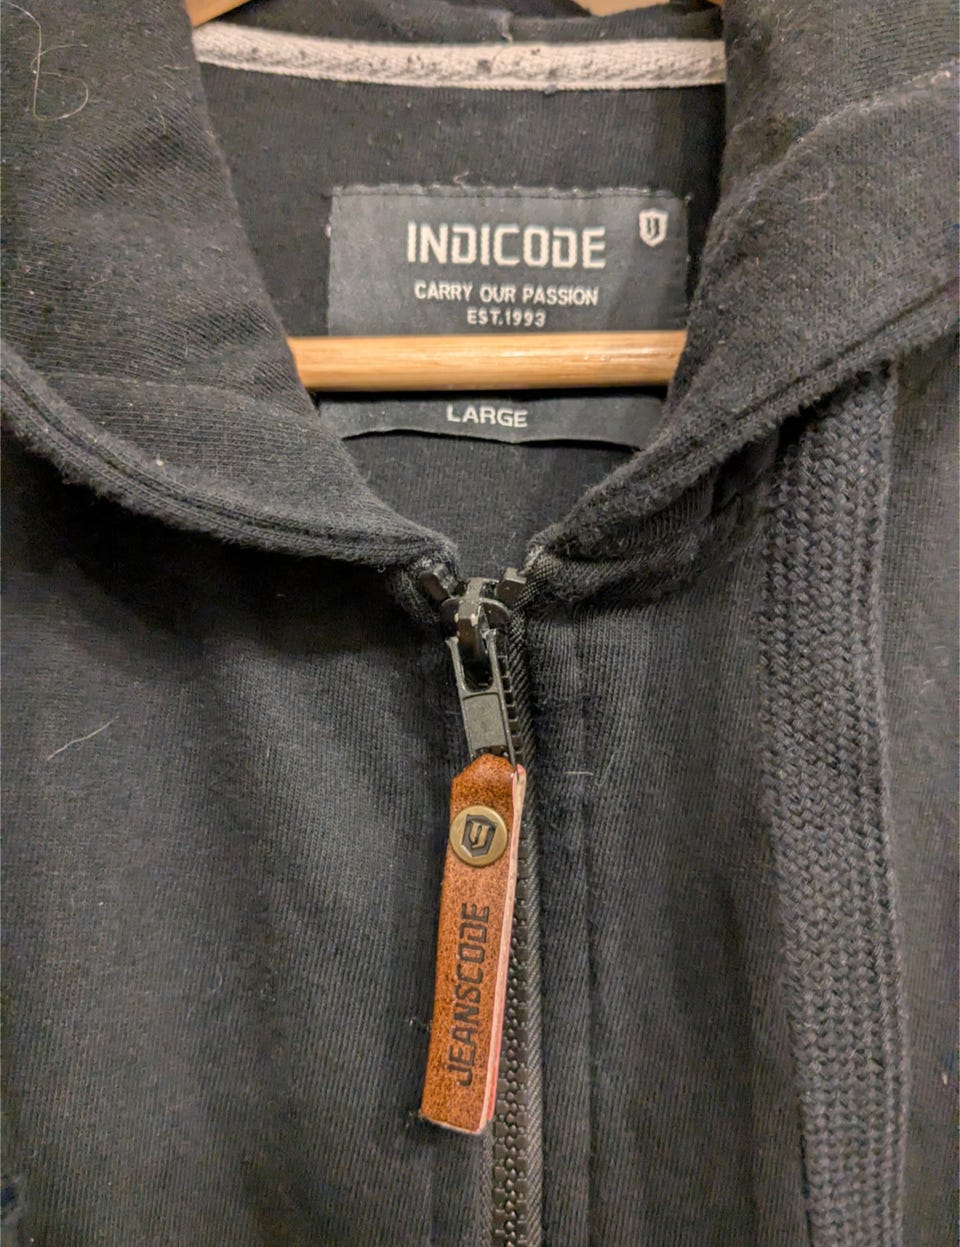 INDICODE
CARRY OUR PASSION
EST.1993
LARGE
JEANSCODE